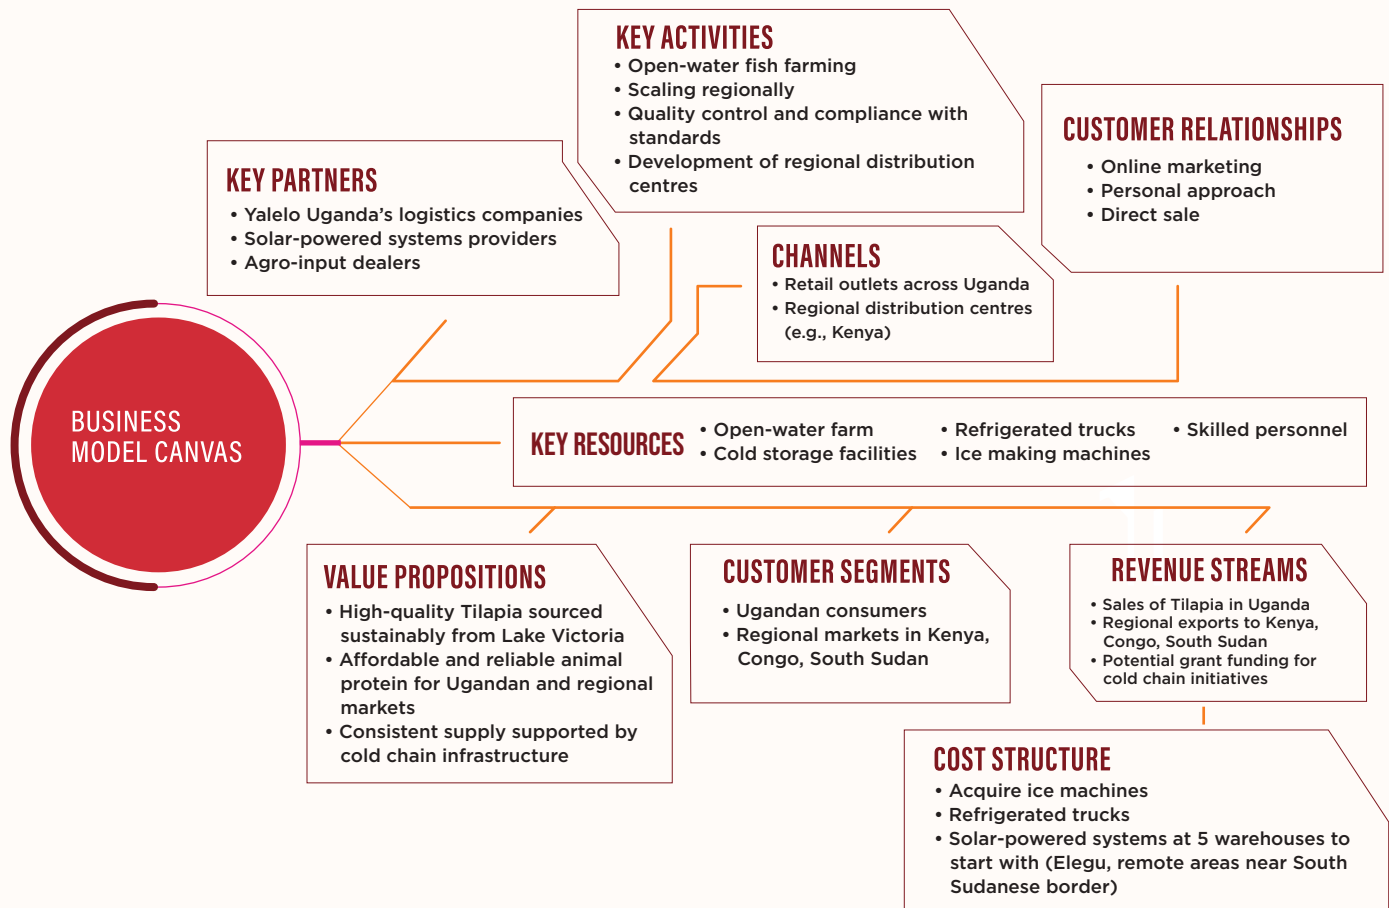 KEY ACTIVITIES
• Open-water fish farming
• Scaling regionally
• Quality control and compliance with
standards
• Development of regional distribution
centres
CUSTOMER RELATIONSHIPS
• Online marketing
• Personal approach
• Direct sale
KEY PARTNERS
• Yalelo Uganda’s logistics companies
• Solar-powered systems providers
• Agro-input dealers
CHANNELS
• Retail outlets across Uganda
• Regional distribution centres
(e.g., Kenya)
BUSINESS
MODEL CANVAS
KEY RESOURCES
• Open-water farm
• Cold storage facilities
• Refrigerated trucks
• Ice making machines
• Skilled personnel
VALUE PROPOSITIONS
• High-quality Tilapia sourced
sustainably from Lake Victoria
• Affordable and reliable animal
protein for Ugandan and regional
markets
• Consistent supply supported by
cold chain infrastructure
CUSTOMER SEGMENTS
• Ugandan consumers
• Regional markets in Kenya,
Congo, South Sudan
REVENUE STREAMS
• Sales of Tilapia in Uganda
• Regional exports to Kenya,
Congo, South Sudan
• Potential grant funding for
cold chain initiatives
COST STRUCTURE
• Acquire ice machines
• Refrigerated trucks
• Solar-powered systems at 5 warehouses to
start with (Elegu, remote areas near South
Sudanese border)